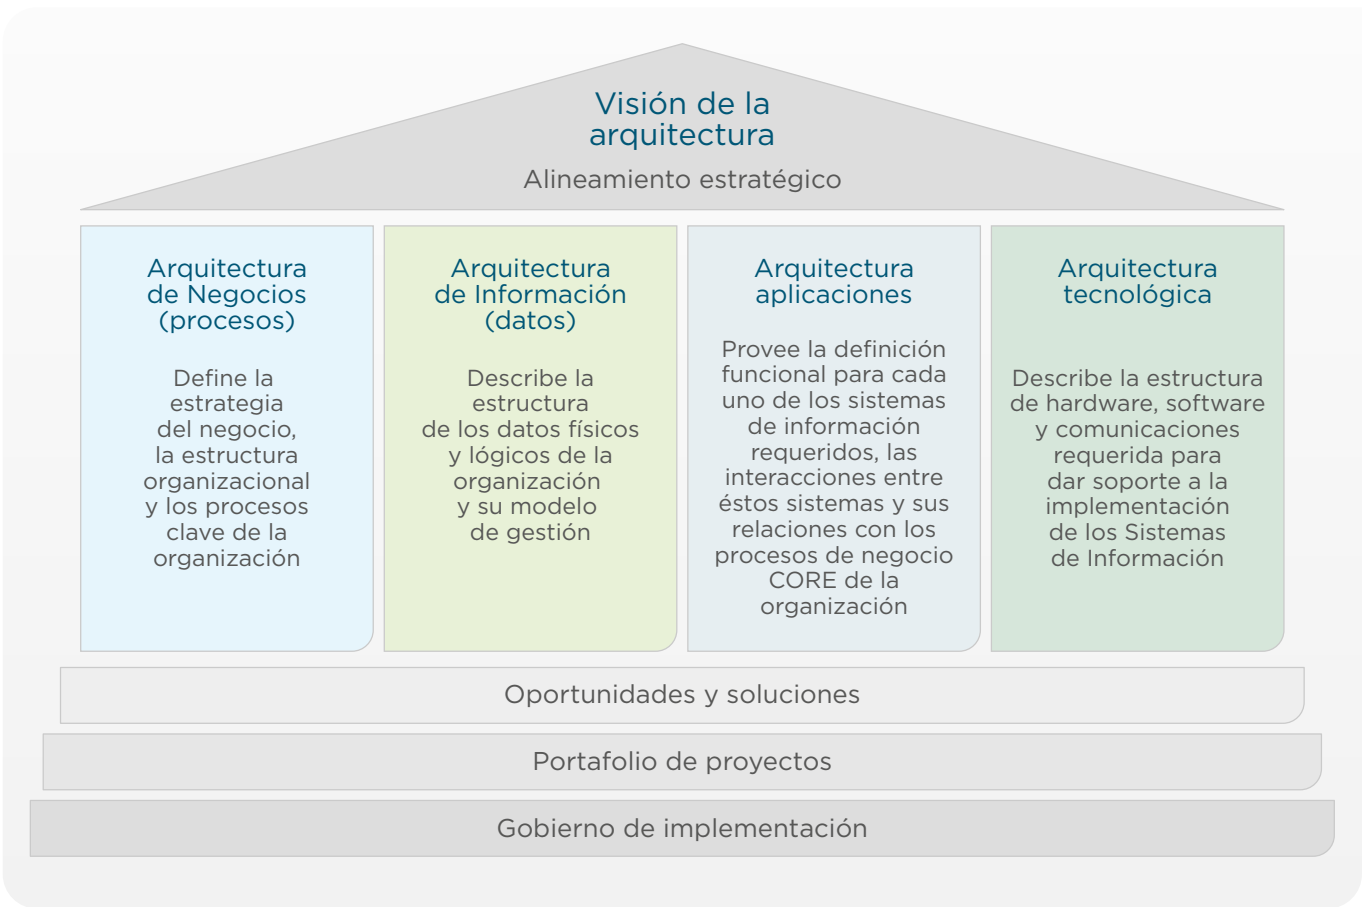 Visión de la
arquitectura
Alineamiento estratégico
Arquitectura
de Negocios
(procesos)
Define la
estrategia
del negocio,
la estructura
organizacional
y los procesos
clave de la
organización
Arquitectura
de Información
(datos)
Describe la
estructura
de los datos físicos
y lógicos de la
organización
y su modelo
de gestión
Arquitectura
aplicaciones
Provee la definición
funcional para cada
uno de los sistemas
de información
requeridos, las
interacciones entre
éstos sistemas y sus
relaciones con los
procesos de negocio
CORE de la
organización
Arquitectura
tecnológica
Describe la estructura
de hardware, software
y comunicaciones
requerida para
dar soporte a la
implementación
de los Sistemas
de Información
Oportunidades y soluciones
Portafolio de proyectos
Gobierno de implementación